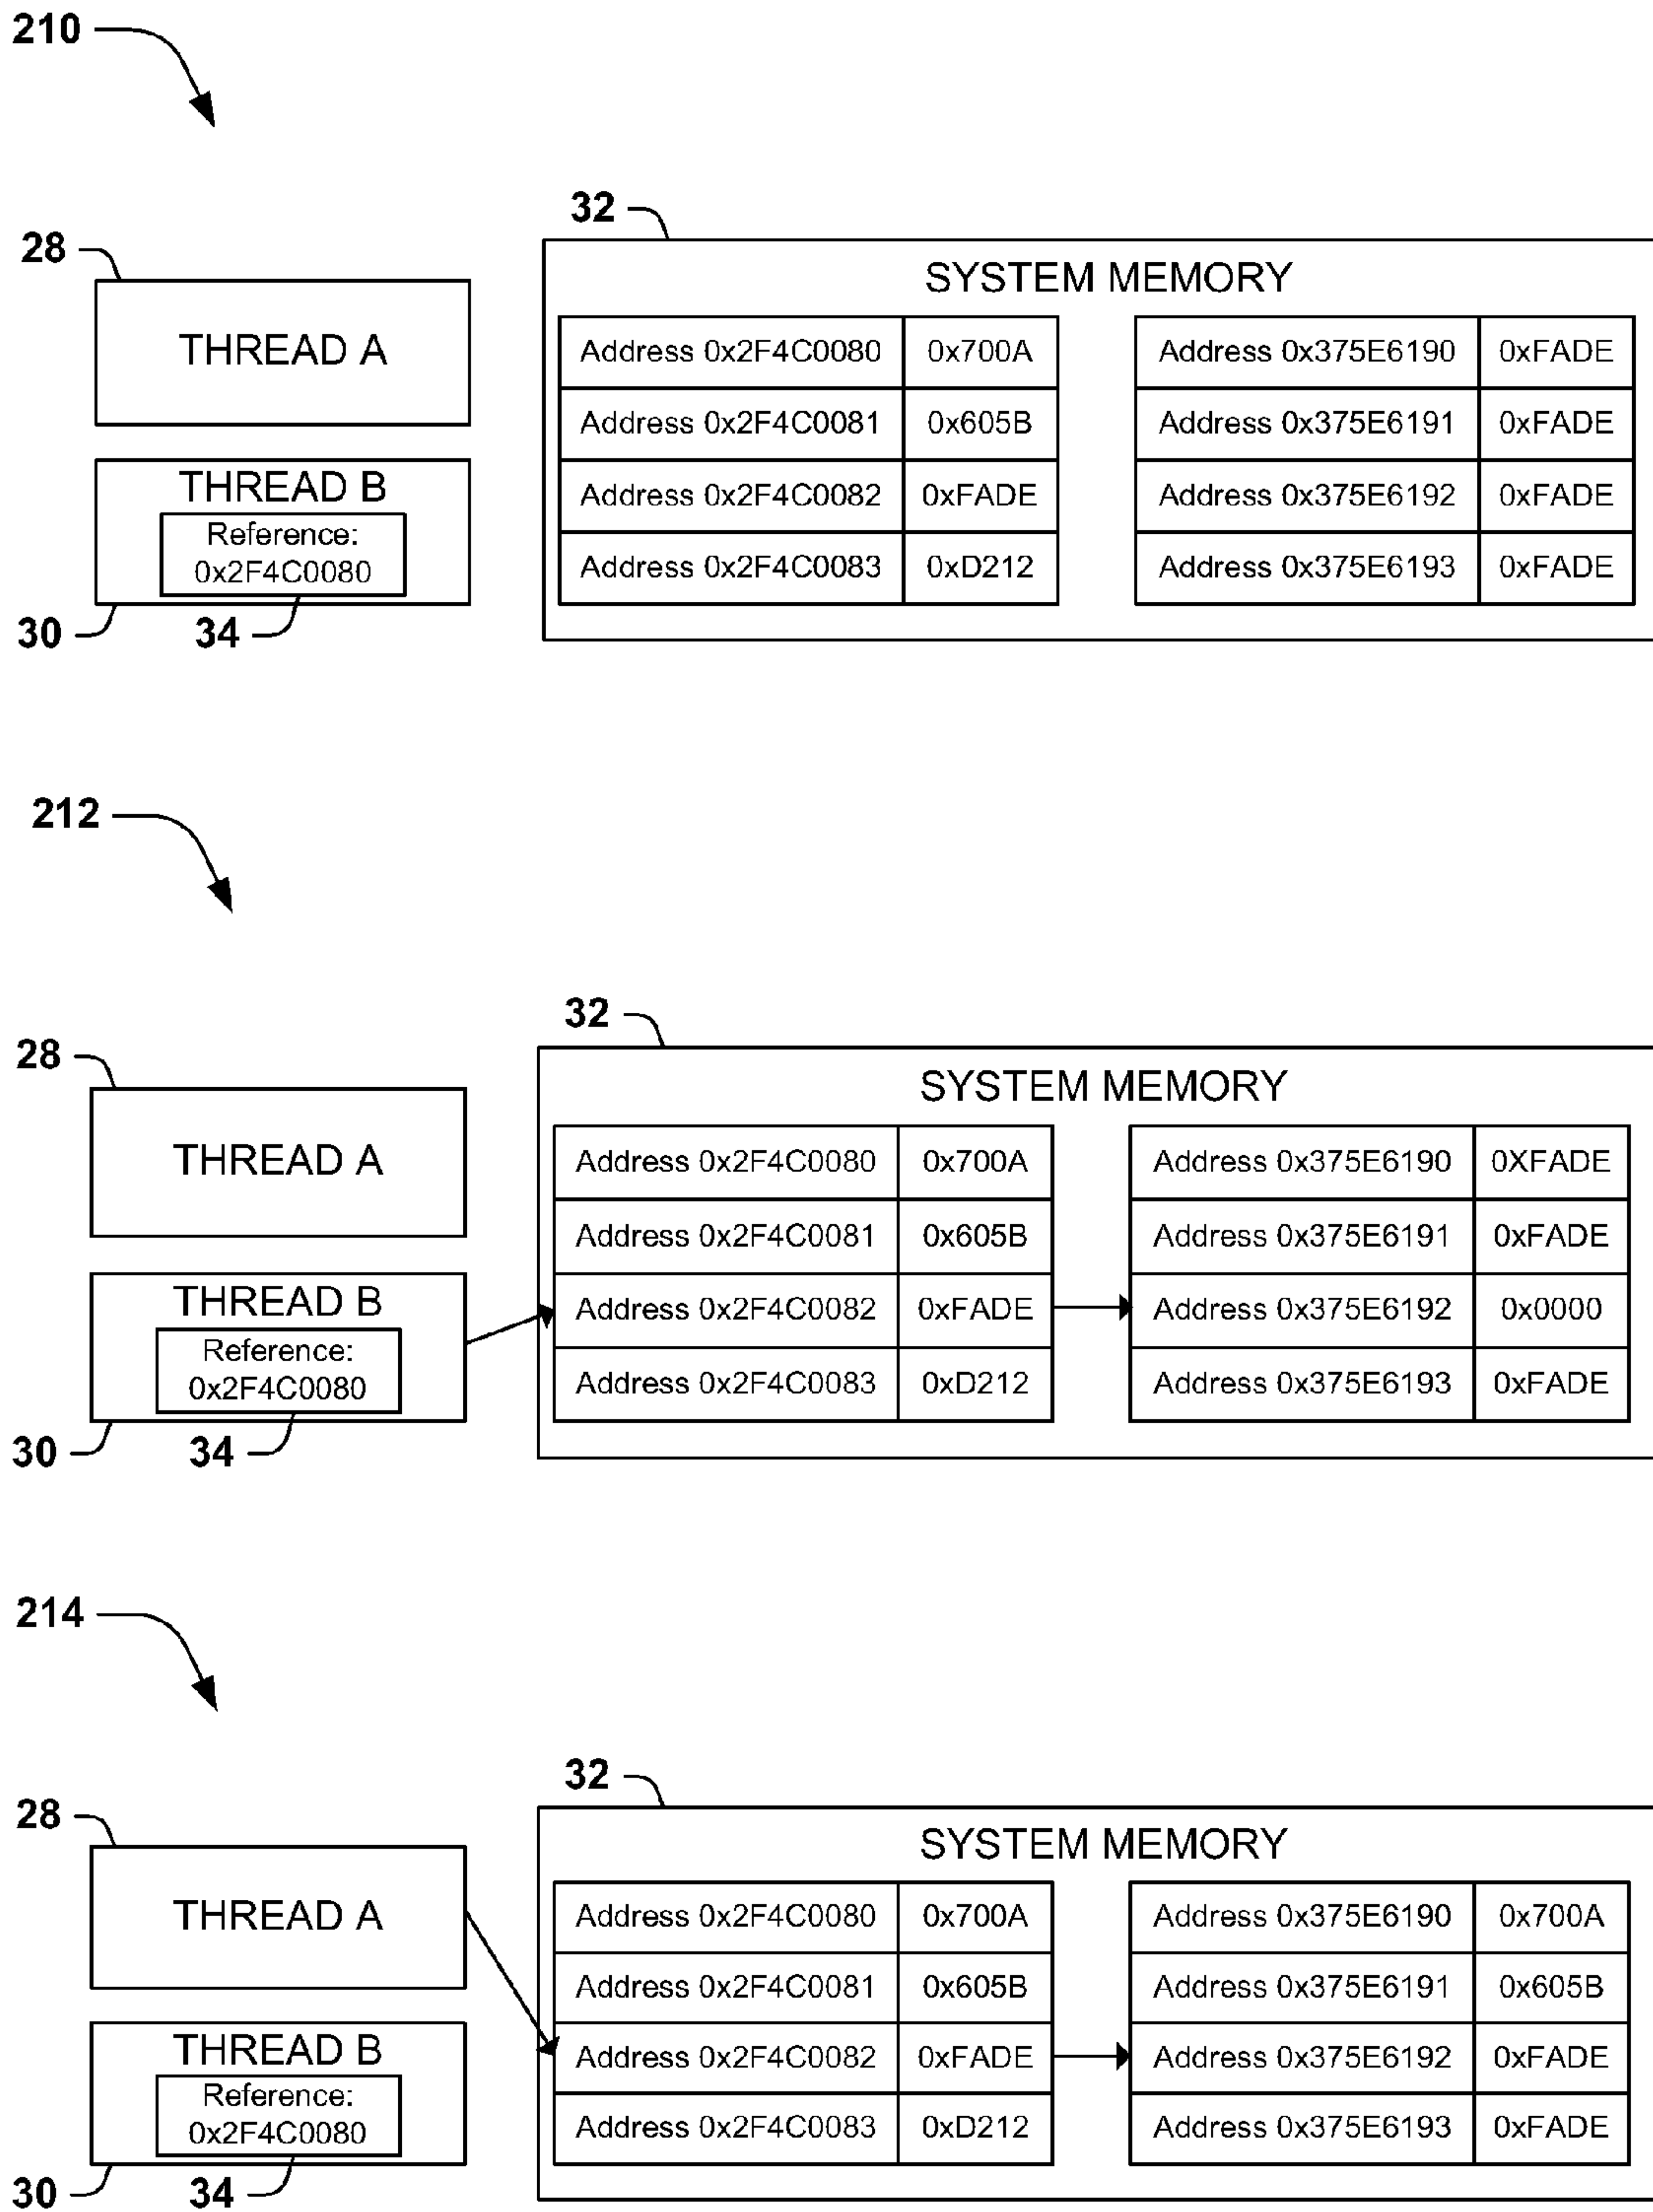 210
32
28
SYSTEM MEMORY
THREAD A
Address 0x2F4C0080 0x700A Address 0x375E6190 0xFADE
Address 0x2F4C0081 0x605B Address 0x375E6191 0xFADE
THREAD B
Address 0x2F4C0082 0xFADE Address 0x375E6192 0xFADE
Reference:
0x2F4C0080
Address 0x2F4C0083 0xD212 Address 0x375E6193 0xFADE
30 34
212
32
28
SYSTEM MEMORY
THREAD A
Address 0x2F4C0080 0x700A Address 0x375E6190 0XFADE
Address 0x2F4C0081 0x605B Address 0x375E6191 0xFADE
THREAD B
Address 0x2F4C0082 0xFADE Address 0x375E6192 0x0000
Reference:
0x2F4C0080
Address 0x2F4C0083 0xD212 Address 0x375E6193 0xFADE
30 34
214
32
28
SYSTEM MEMORY
THREAD A
Address 0x2F4C0080 0x700A Address 0x375E6190 0x700A
Address 0x2F4C0081 0x605B Address 0x375E6191 0x605B
THREAD B
Address 0x2F4C0082 0xFADE Address 0x375E6192 0xFADE
Reference:
0x2F4C0080
Address 0x2F4C0083 0xD212 Address 0x375E6193 0xFADE
30 34